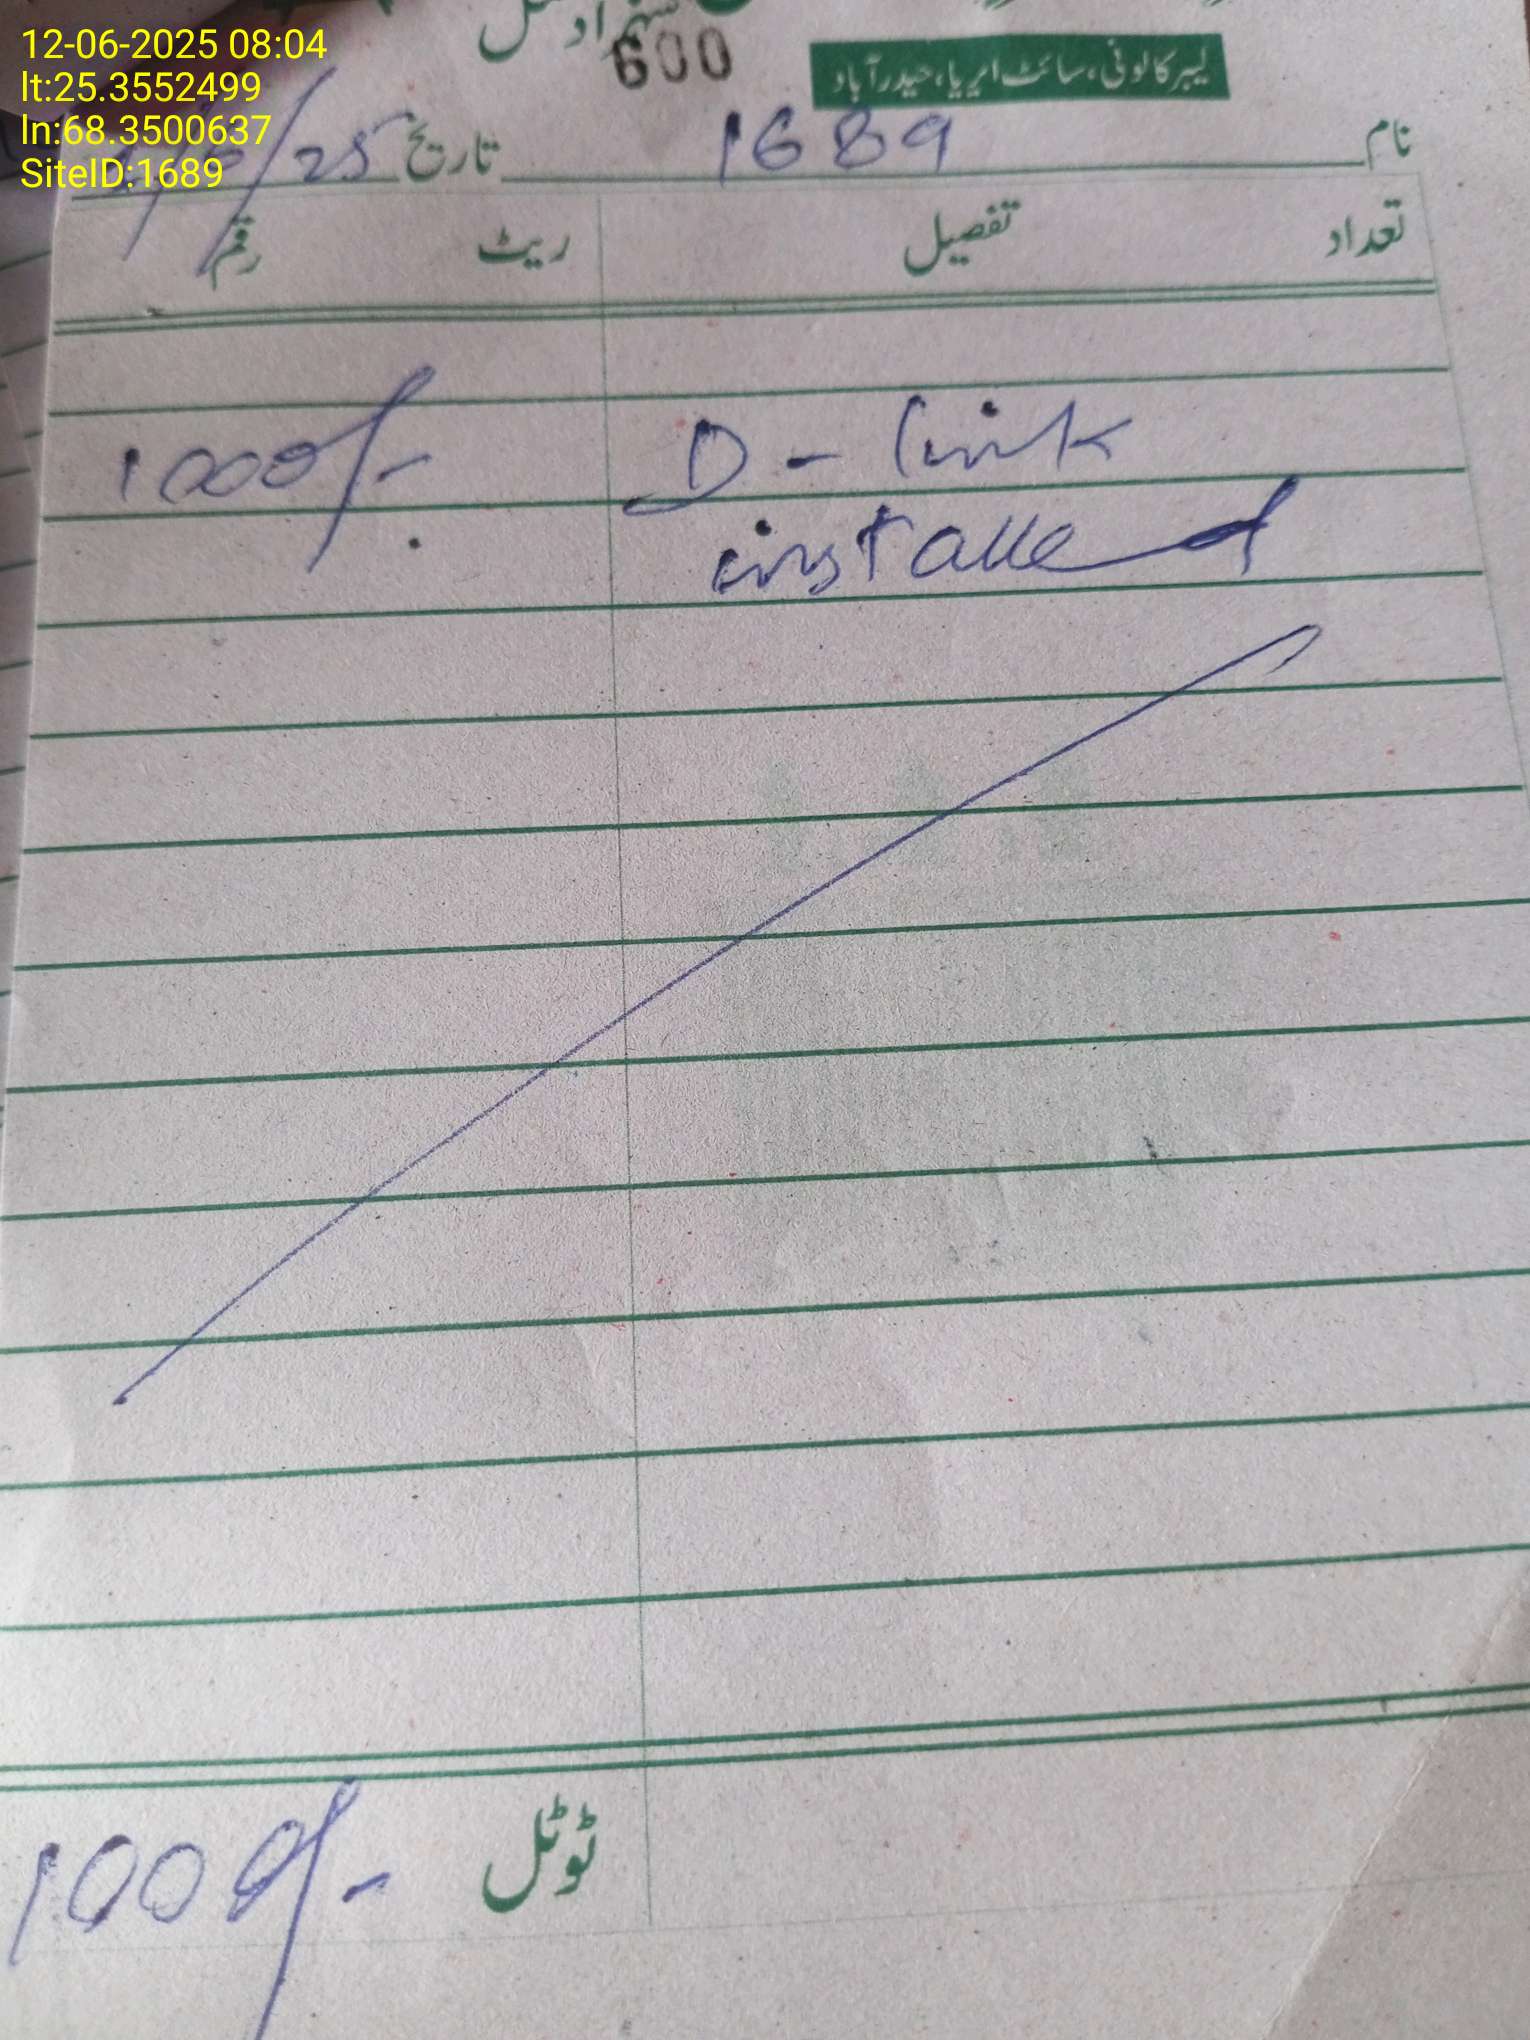 12-06-2025 08:04
lt:25.3552499
ln:68.3500637
SiteID:1689
600
لیبر کالونی، سائٹ ایریا، حیدرآباد
نام 1689 تاریخ /25
تعداد تفصیل ریٹ رقم
D - link 1000/-
installed
ٹوٹل 1000/-